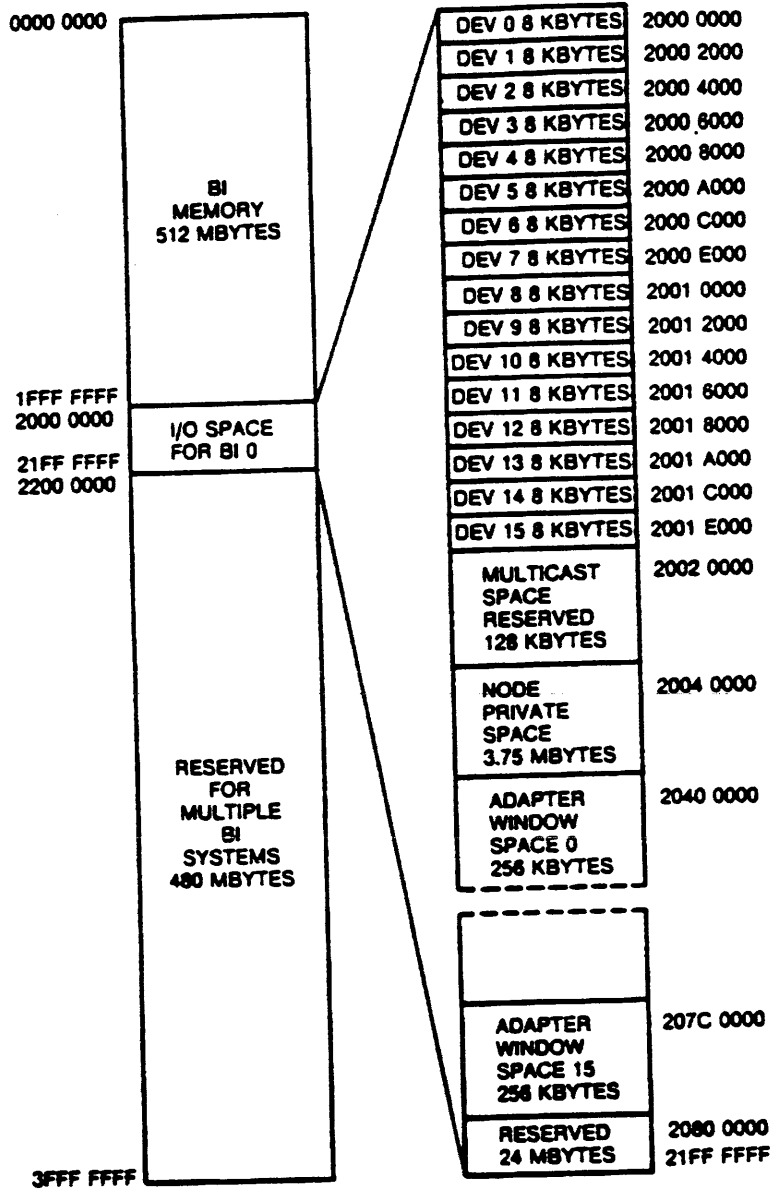 0000 0000
BI
MEMORY
512 MBYTES
1FFF FFFF
2000 0000
I/O SPACE
FOR BI 0
21FF FFFF
2200 0000
RESERVED
FOR
MULTIPLE
BI
SYSTEMS
480 MBYTES
3FFF FFFF
DEV 0 8 KBYTES 2000 0000
DEV 1 8 KBYTES 2000 2000
DEV 2 8 KBYTES 2000 4000
DEV 3 8 KBYTES 2000 6000
DEV 4 8 KBYTES 2000 8000
DEV 5 8 KBYTES 2000 A000
DEV 6 8 KBYTES 2000 C000
DEV 7 8 KBYTES 2000 E000
DEV 8 8 KBYTES 2001 0000
DEV 9 8 KBYTES 2001 2000
DEV 10 8 KBYTES 2001 4000
DEV 11 8 KBYTES 2001 6000
DEV 12 8 KBYTES 2001 8000
DEV 13 8 KBYTES 2001 A000
DEV 14 8 KBYTES 2001 C000
DEV 15 8 KBYTES 2001 E000
MULTICAST 2002 0000
SPACE
RESERVED
128 KBYTES
NODE 2004 0000
PRIVATE
SPACE
3.75 MBYTES
ADAPTER 2040 0000
WINDOW
SPACE 0
256 KBYTES
ADAPTER 207C 0000
WINDOW
SPACE 15
256 KBYTES
RESERVED 2080 0000
24 MBYTES 21FF FFFF